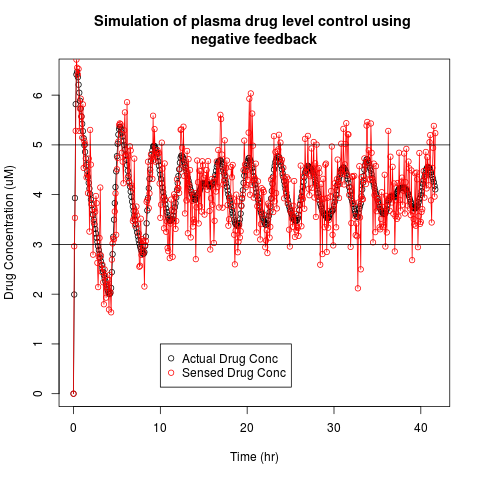 Simulation of plasma drug level control using
negative feedback
Drug Concentration (uM)
6
5
4
3
2
1
0
Actual Drug Conc
Sensed Drug Conc
0 10 20 30 40
Time (hr)